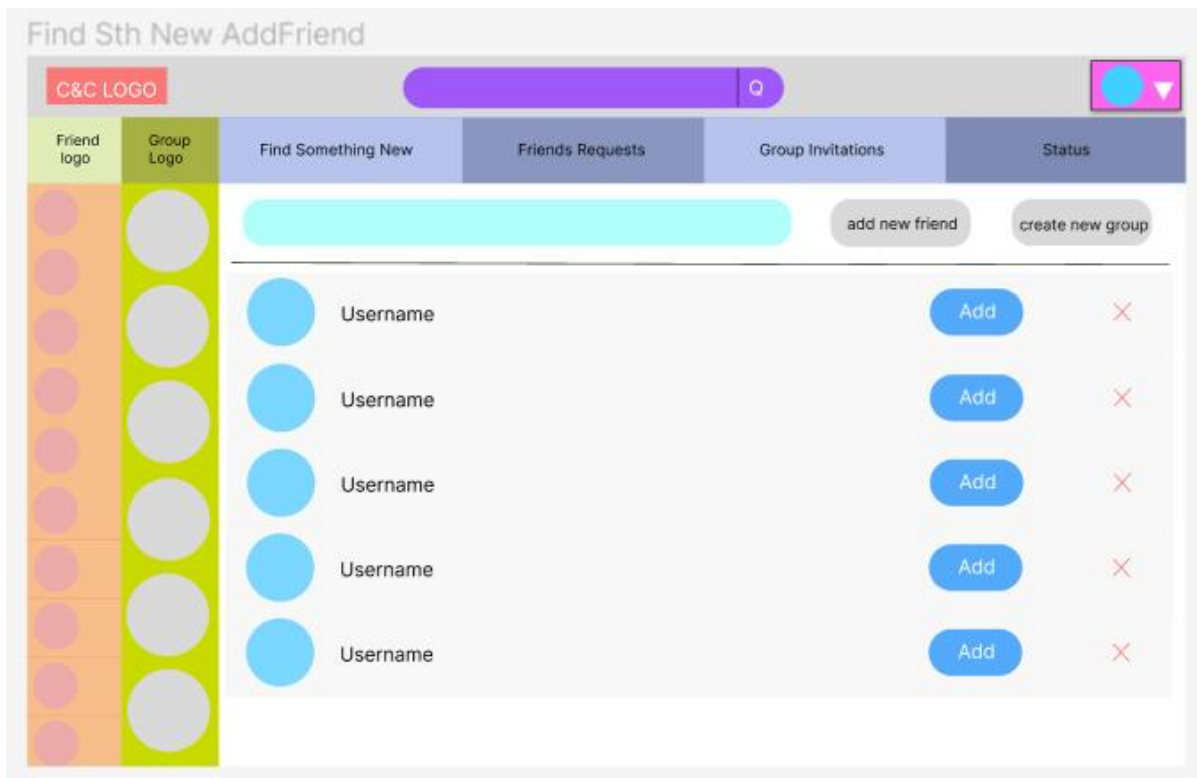 Find Sth New AddFriend
C&C LOGO
Q
Friend
logo
Group
Logo
Find Something New
Friends Requests
Group Invitations
Status
add new friend
create new group
Username
Add
Username
Add
Username
Add
Username
Add
Username
Add